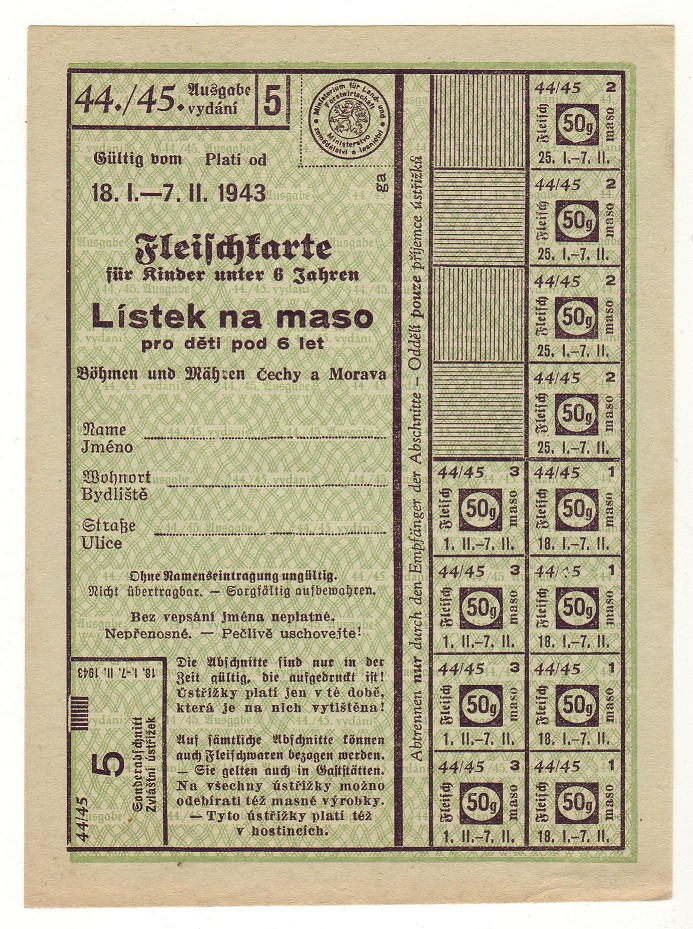 44./45. Ausgabe
vydání
5
Ministerium für Land- und Forstwirtschaft
Ministerstvo zemědělství a lesnictví
Gültig vom Platí od
18. I.—7. II. 1943
ga
Fleischkarte
für Kinder unter 6 Jahren
Lístek na maso
pro děti pod 6 let
Böhmen und Mähren Čechy a Morava
Name
Jméno
Wohnort
Bydliště
Straße
Ulice
Ohne Namenseintragung ungültig.
Nicht übertragbar. — Sorgfältig aufbewahren.
Bez vepsání jména neplatné.
Nepřenosné. — Pečlivě uschovejte!
Die Abschnitte sind nur in der
Zeit gültig, die aufgedruckt ist!
Ústřižky platí jen v té době,
která je na nich vytištěna!
Auf sämtliche Abschnitte können
auch Fleischwaren bezogen werden.
— Sie gelten auch in Gaststätten.
Na všechny ústřižky možno
odebírati též masné výrobky.
— Tyto ústřižky platí též
v hostincích.
18. I.-7. II. 1943
44/45
5
Sonderabschnitt
Zvláštní ústřižek
Abtrennen nur durch den Empfänger der Abschnitte – Oddělí pouze příjemce ústřižků
44/45 2
Fleisch 50g maso
25. I.-7. II.
44/45 2
Fleisch 50g maso
25. I.-7. II.
44/45 2
Fleisch 50g maso
25. I.-7. II.
44/45 2
Fleisch 50g maso
25. I.-7. II.
44/45 3 44/45 1
Fleisch 50g maso Fleisch 50g maso
1. II.-7. II. 18. I.-7. II.
44/45 3 44/45 1
Fleisch 50g maso Fleisch 50g maso
1. II.-7. II. 18. I.-7. II.
44/45 3 44/45 1
Fleisch 50g maso Fleisch 50g maso
1. II.-7. II. 18. I.-7. II.
44/45 3 44/45 1
Fleisch 50g maso Fleisch 50g maso
1. II.-7. II. 18. I.-7. II.